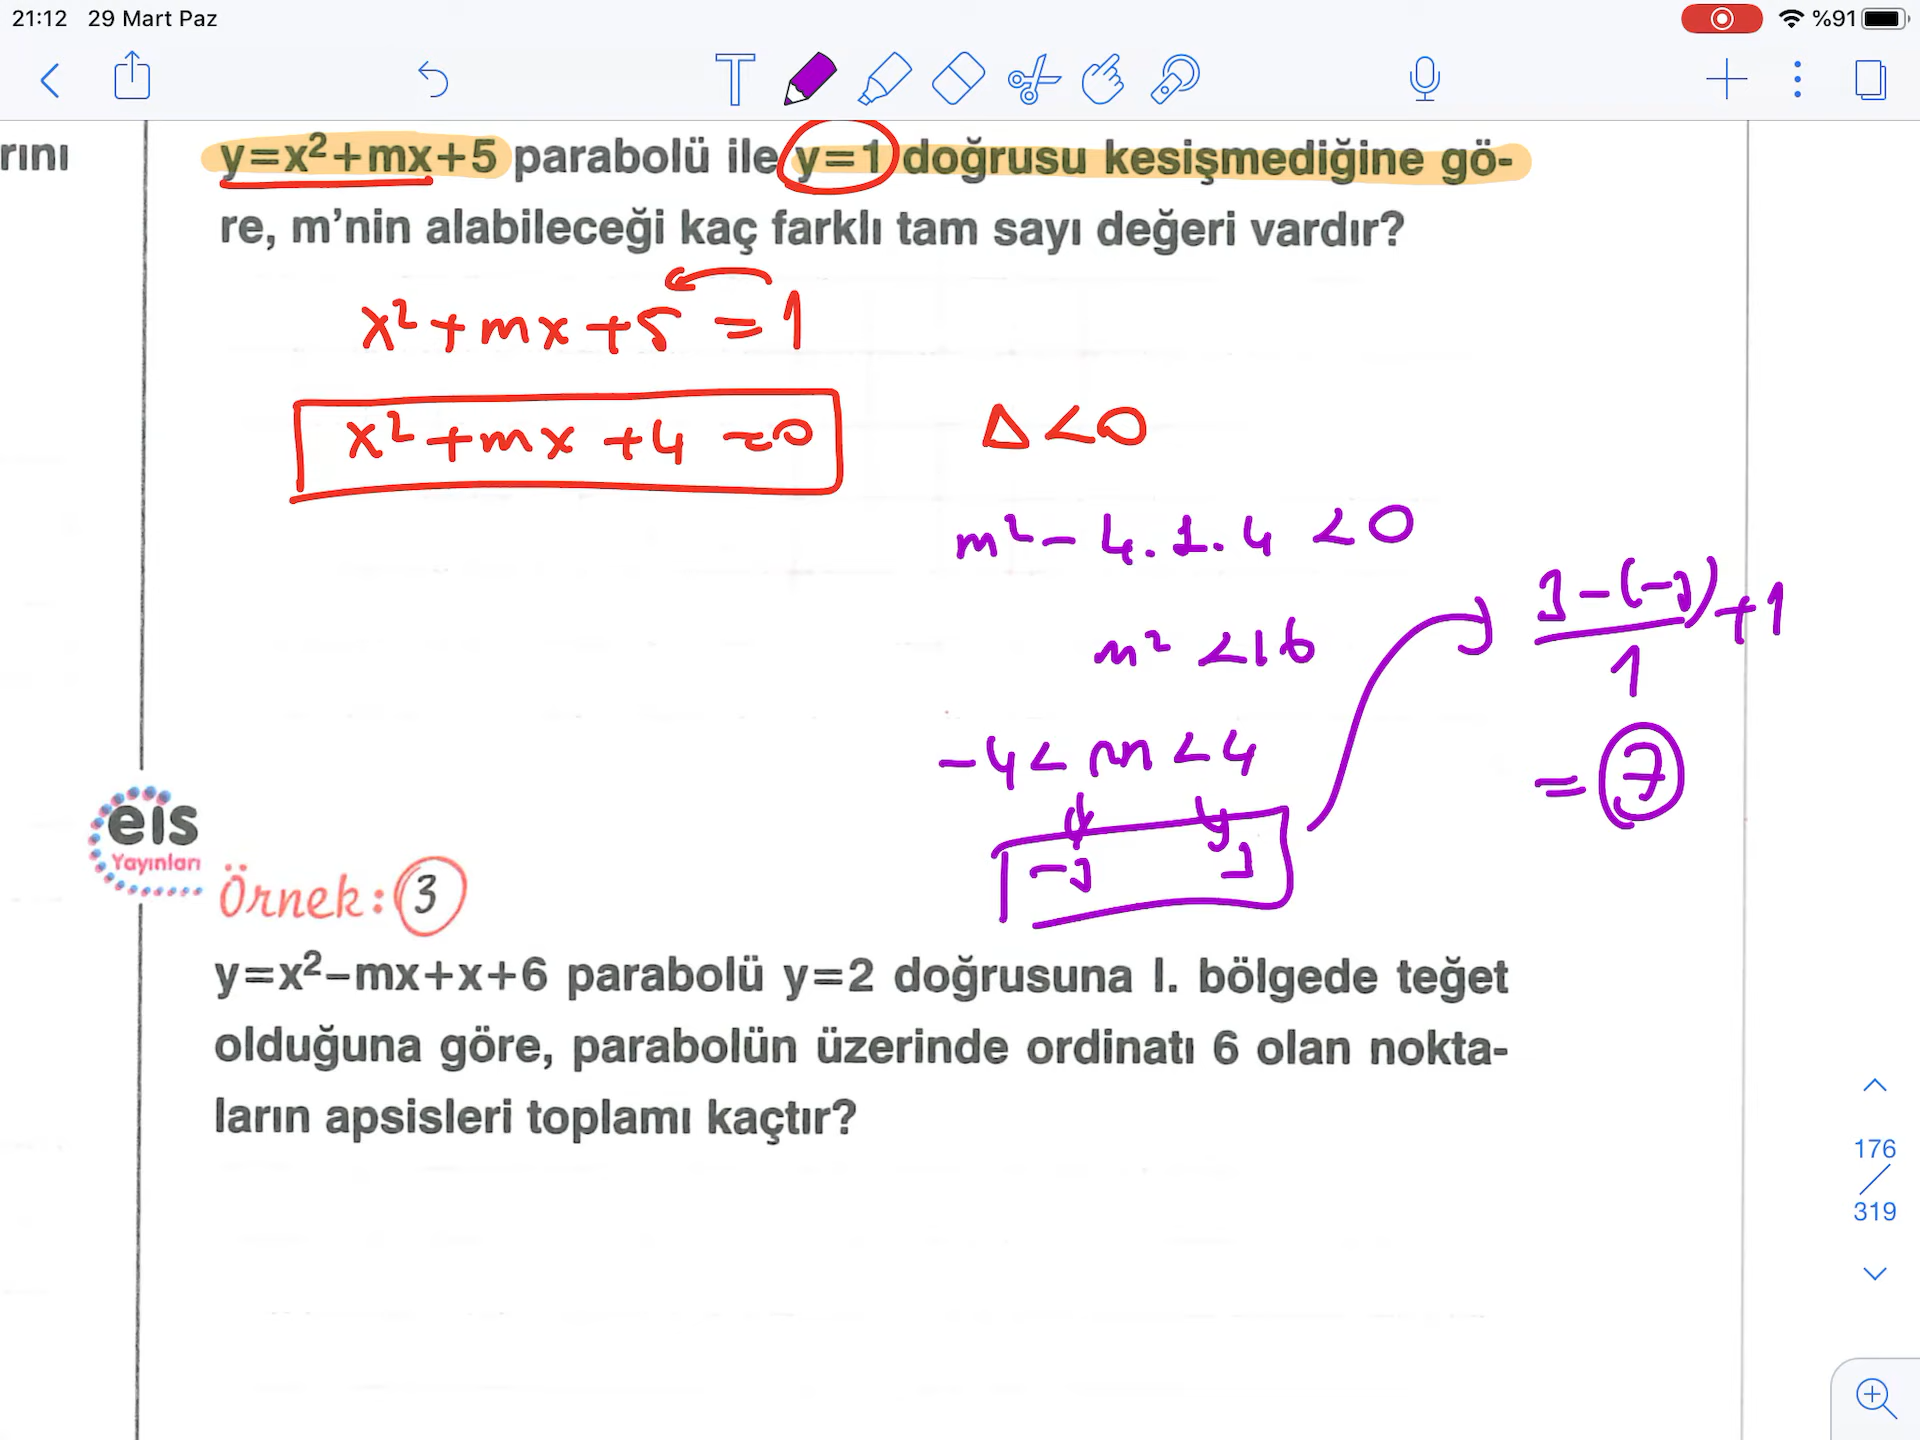 21:12 29 Mart Paz %91
rını
y=x²+mx+5 parabolü ile y=1 doğrusu kesişmediğine gö-
re, m'nin alabileceği kaç farklı tam sayı değeri vardır?
x²+mx+5 = 1
x²+mx+4=0
Δ<0
m²-4.1.4<0
m²<16
-4<m<4
-3 3
3-(-3)+1
1
= 7
eis
Yayınları
Örnek: 3
y=x²-mx+x+6 parabolü y=2 doğrusuna I. bölgede teğet
olduğuna göre, parabolün üzerinde ordinatı 6 olan nokta-
ların apsisleri toplamı kaçtır?
176
319